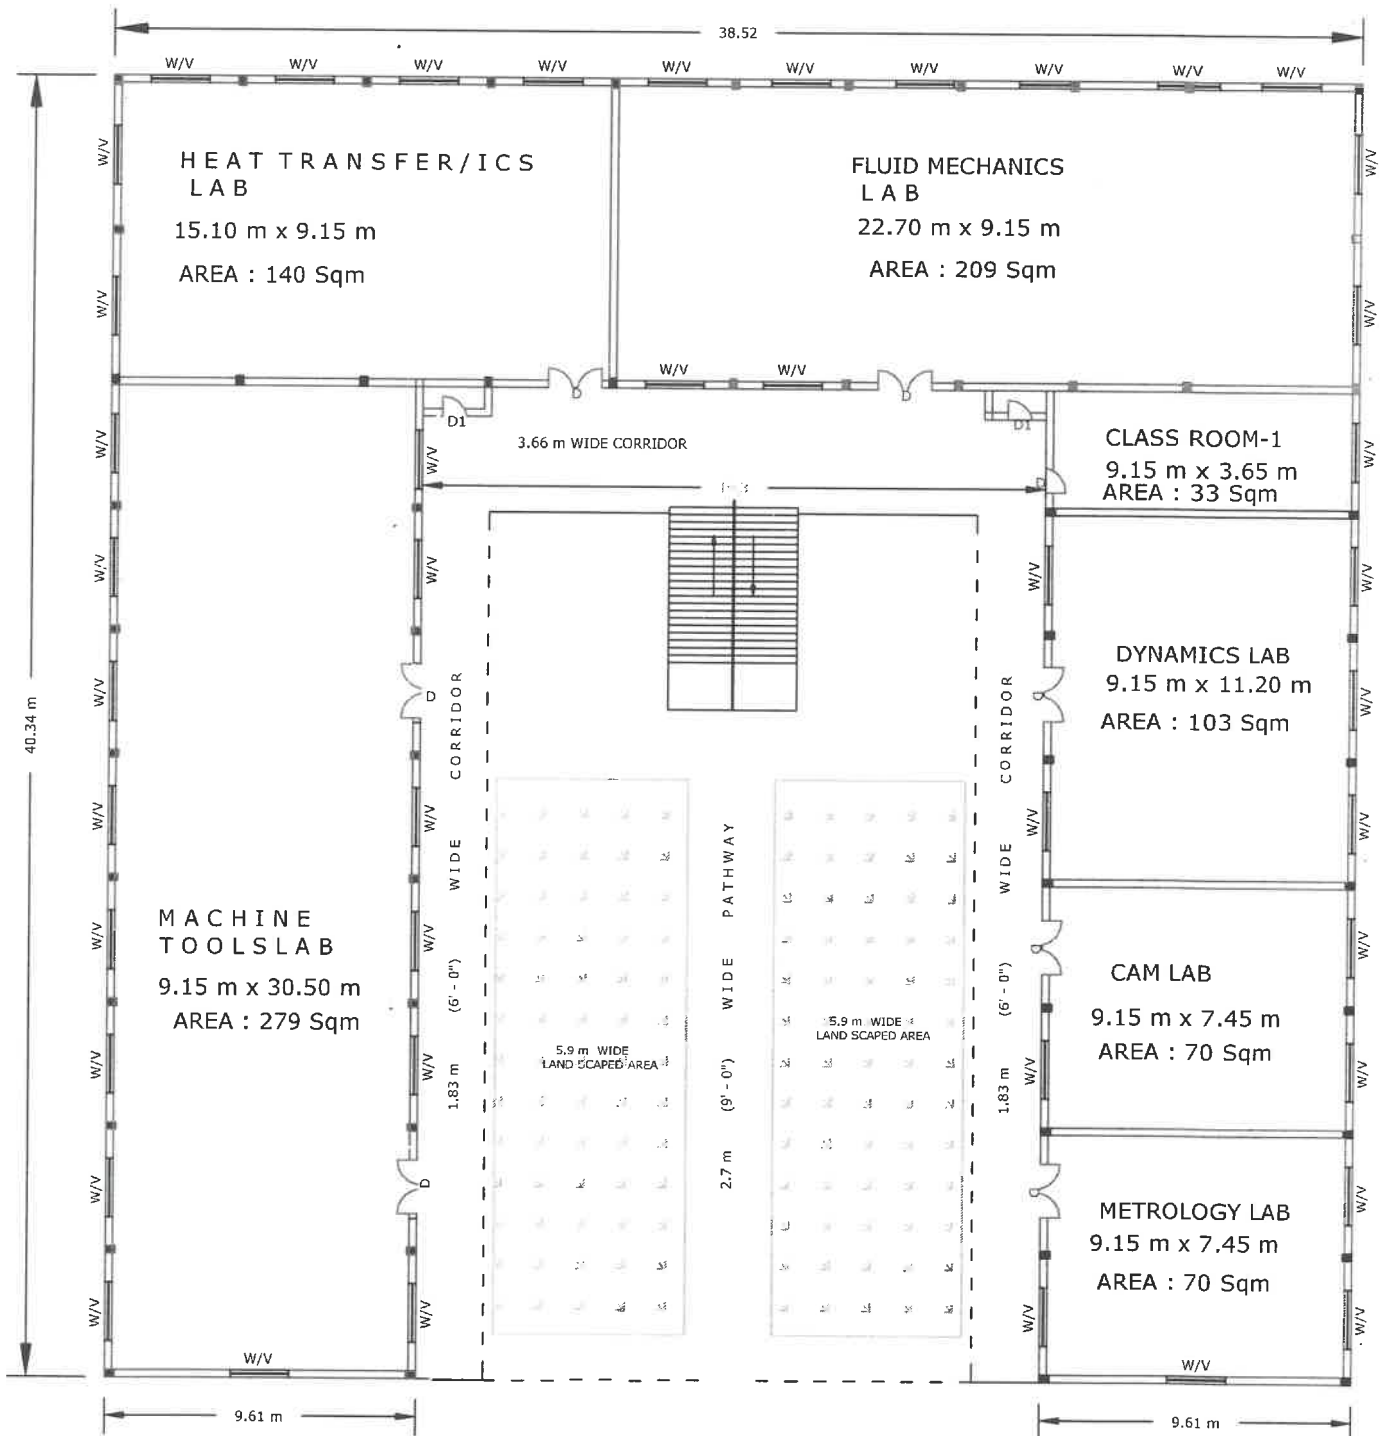 38.52
W/V W/V W/V W/V W/V W/V W/V W/V W/V W/V
HEAT TRANSFER/ICS
LAB
15.10 m x 9.15 m
AREA : 140 Sqm
FLUID MECHANICS
LAB
22.70 m x 9.15 m
AREA : 209 Sqm
W/V
W/V
W/V
W/V
W/V W/V
D
D
D1
D1
3.66 m WIDE CORRIDOR
CLASS ROOM-1
9.15 m x 3.65 m
AREA : 33 Sqm
D
W/V
W/V
W/V
W/V
W/V
W/V
W/V
DYNAMICS LAB
9.15 m x 11.20 m
AREA : 103 Sqm
40.34 m
W/V
D
D
W/V
W/V
W/V
W/V
W/V
MACHINE
TOOLSLAB
9.15 m x 30.50 m
AREA : 279 Sqm
W/V
W/V
1.83 m (6' - 0") WIDE CORRIDOR
2.7 m (9' - 0") WIDE PATHWAY
1.83 m (6' - 0") WIDE CORRIDOR
5.9 m WIDE
LAND SCAPED AREA
5.9 m WIDE
LAND SCAPED AREA
D
CAM LAB
9.15 m x 7.45 m
AREA : 70 Sqm
W/V
W/V
W/V
W/V
W/V
W/V
D
D
METROLOGY LAB
9.15 m x 7.45 m
AREA : 70 Sqm
W/V
W/V
W/V
W/V
W/V
W/V
W/V
9.61 m
9.61 m